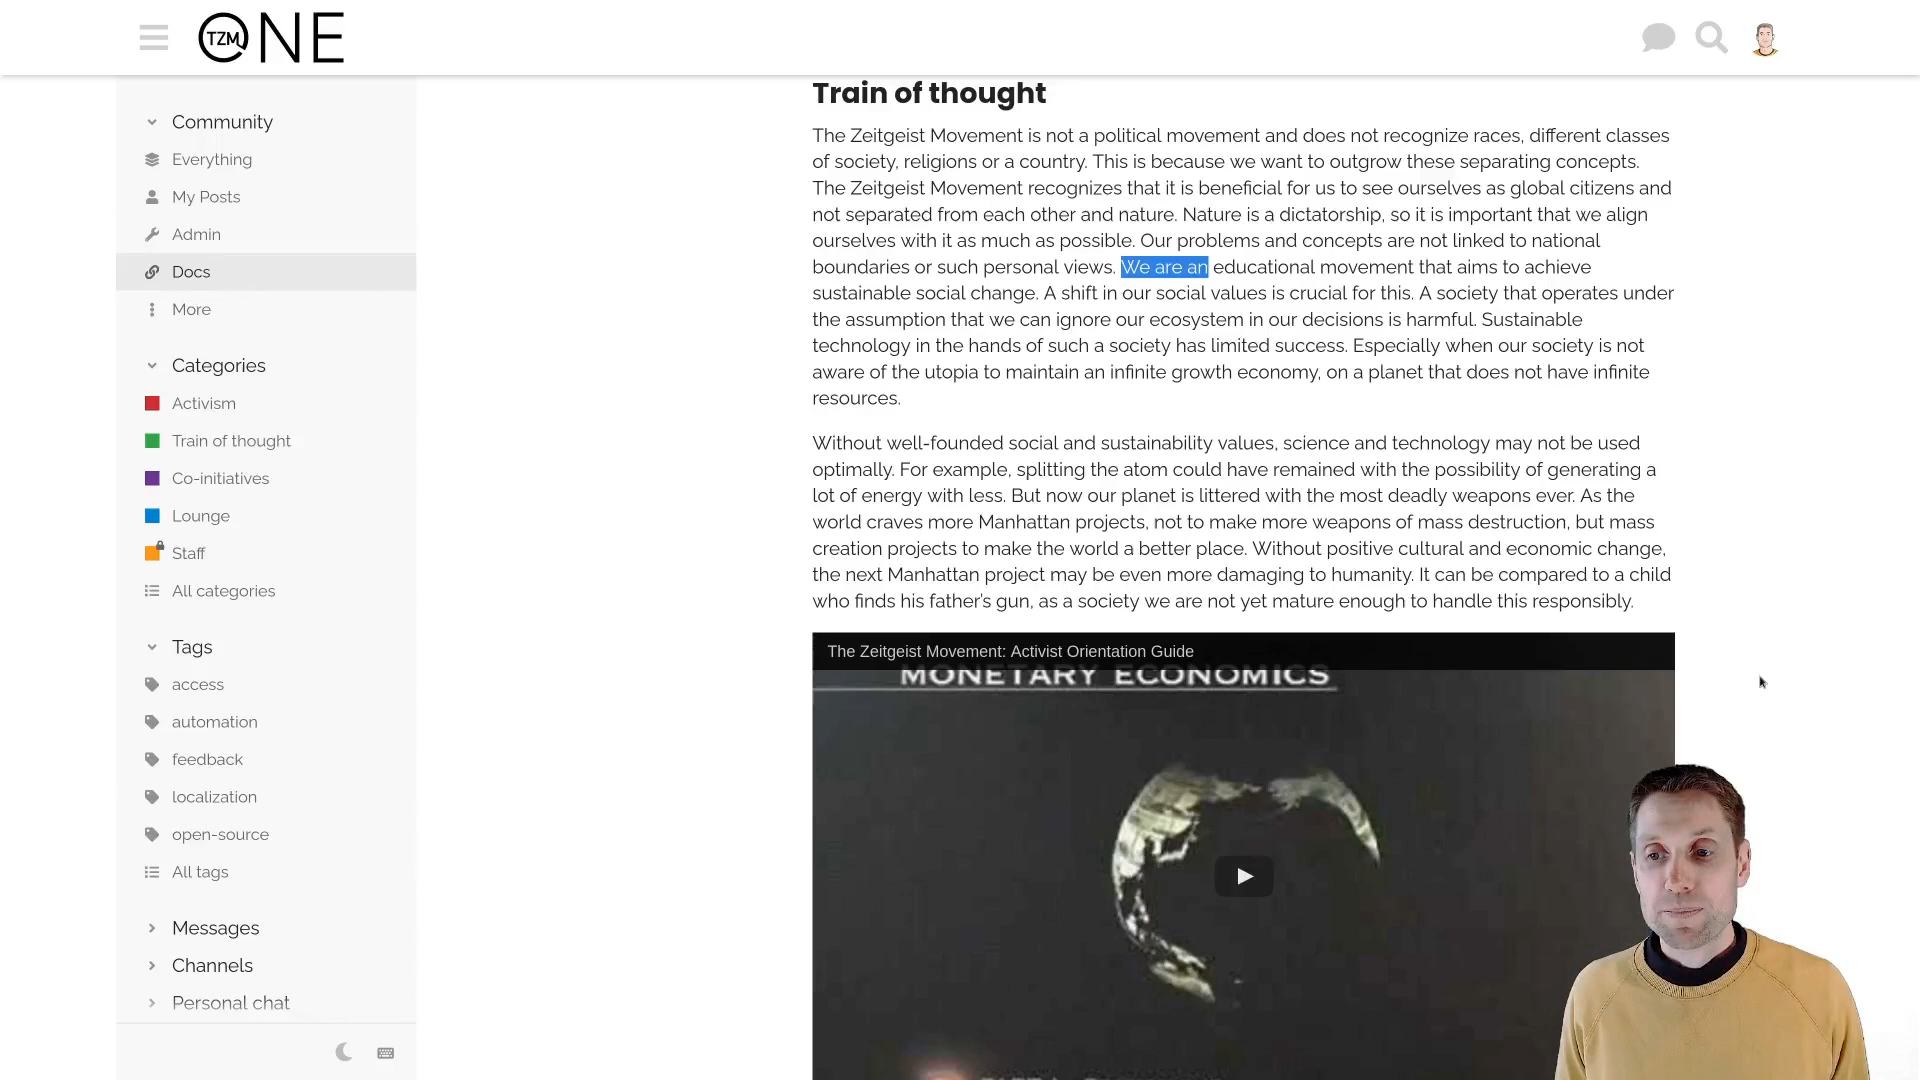 TZM ONE
Community
Everything
My Posts
Admin
Docs
More
Categories
Activism
Train of thought
Co-initiatives
Lounge
Staff
All categories
Tags
access
automation
feedback
localization
open-source
All tags
Messages
Channels
Personal chat
Train of thought
The Zeitgeist Movement is not a political movement and does not recognize races, different classes
of society, religions or a country. This is because we want to outgrow these separating concepts.
The Zeitgeist Movement recognizes that it is beneficial for us to see ourselves as global citizens and
not separated from each other and nature. Nature is a dictatorship, so it is important that we align
ourselves with it as much as possible. Our problems and concepts are not linked to national
boundaries or such personal views. We are an educational movement that aims to achieve
sustainable social change. A shift in our social values is crucial for this. A society that operates under
the assumption that we can ignore our ecosystem in our decisions is harmful. Sustainable
technology in the hands of such a society has limited success. Especially when our society is not
aware of the utopia to maintain an infinite growth economy, on a planet that does not have infinite
resources.
Without well-founded social and sustainability values, science and technology may not be used
optimally. For example, splitting the atom could have remained with the possibility of generating a
lot of energy with less. But now our planet is littered with the most deadly weapons ever. As the
world craves more Manhattan projects, not to make more weapons of mass destruction, but mass
creation projects to make the world a better place. Without positive cultural and economic change,
the next Manhattan project may be even more damaging to humanity. It can be compared to a child
who finds his father's gun, as a society we are not yet mature enough to handle this responsibly.
The Zeitgeist Movement: Activist Orientation Guide
MONETARY ECONOMICS